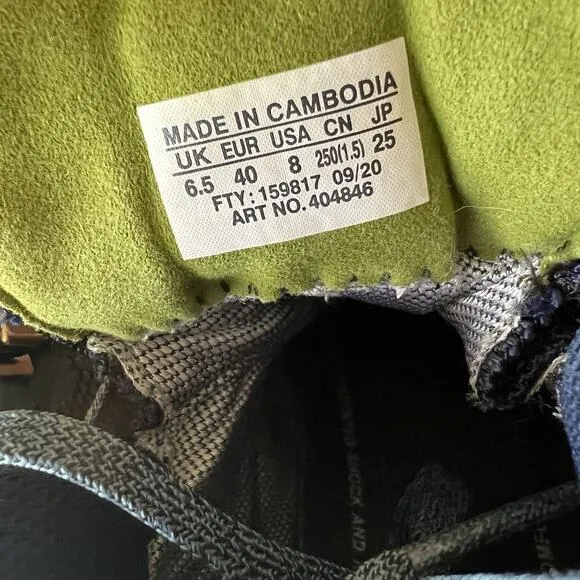 MADE IN CAMBODIA
UK EUR USA CN JP
6.5 40 8 250(1.5) 25
FTY: 159817 09/20
ART NO. 404846